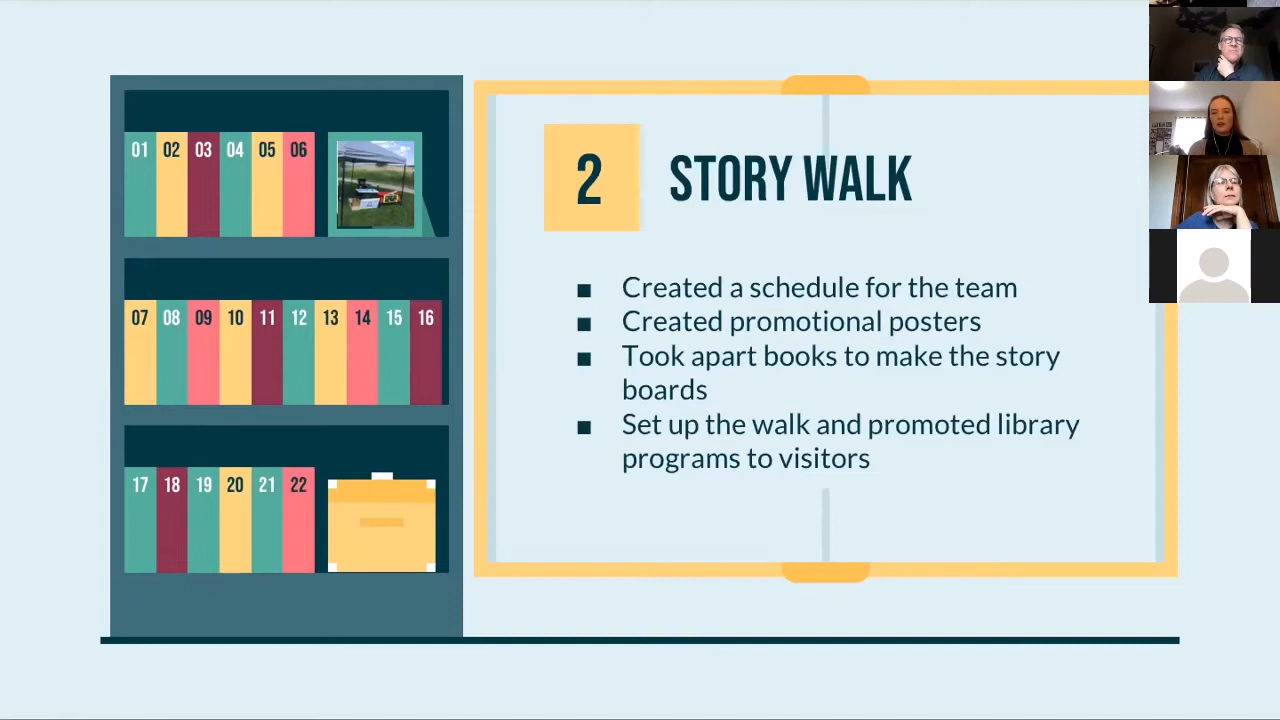 01 02 03 04 05 06
07 08 09 10 11 12 13 14 15 16
17 18 19 20 21 22
2 STORY WALK
■ Created a schedule for the team
■ Created promotional posters
■ Took apart books to make the story
boards
■ Set up the walk and promoted library
programs to visitors